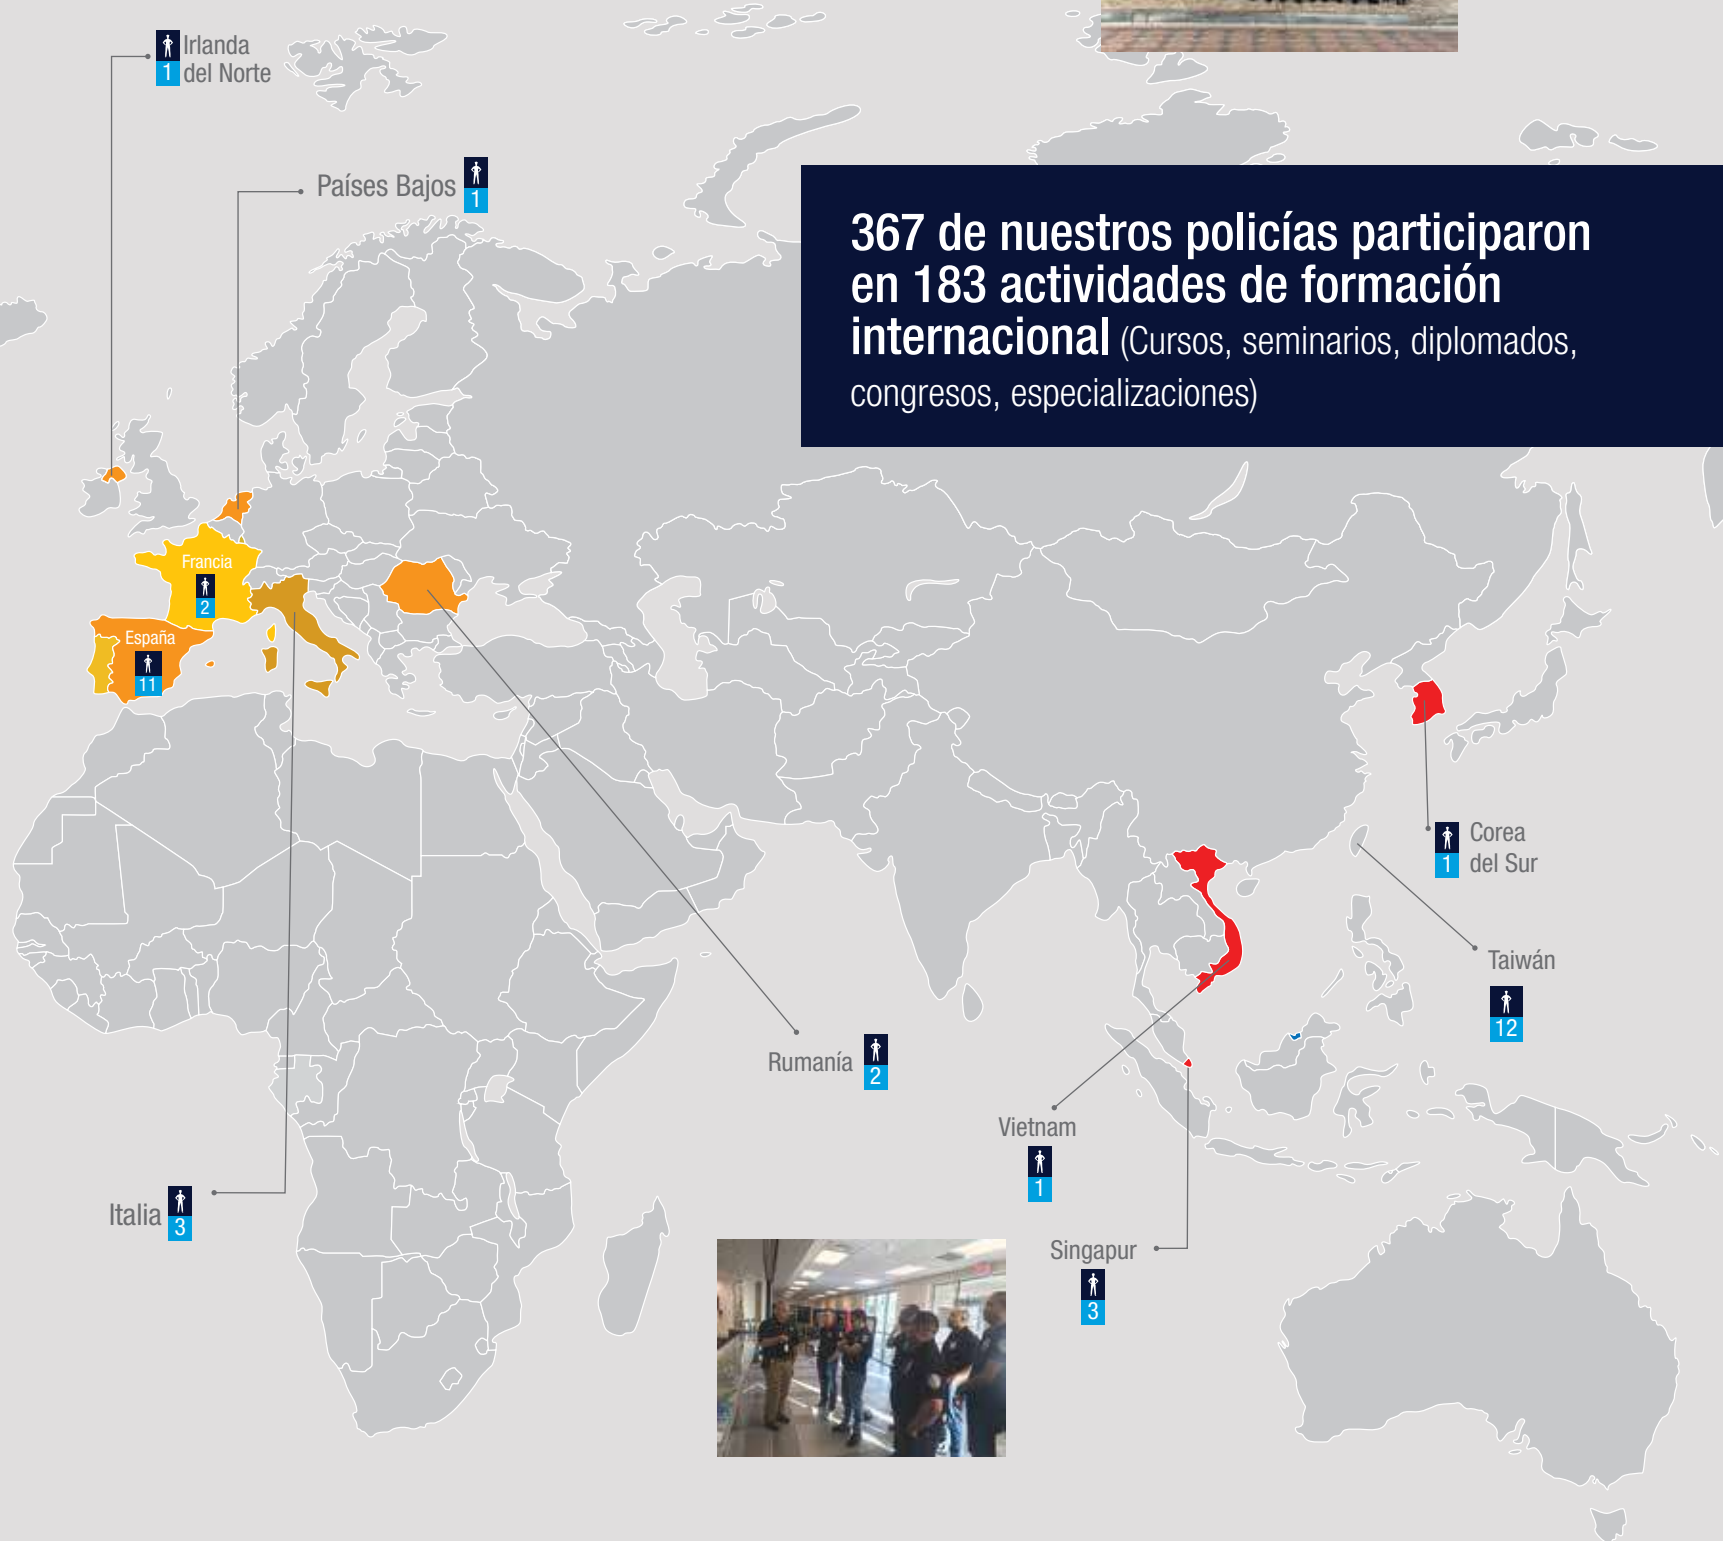 Irlanda
del Norte
1
Países Bajos
1
367 de nuestros policías participaron
en 183 actividades de formación
internacional (Cursos, seminarios, diplomados,
congresos, especializaciones)
Francia
2
España
11
Corea
del Sur
1
Taiwán
12
Rumanía
2
Vietnam
1
Italia
3
Singapur
3